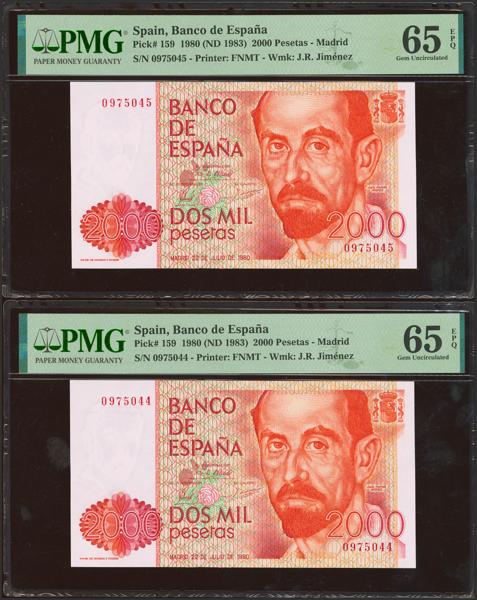 PMG
PAPER MONEY GUARANTY
Spain, Banco de España
Pick# 159 1980 (ND 1983) 2000 Pesetas - Madrid
S/N 0975045 - Printer: FNMT - Wmk: J.R. Jiménez
65 EPQ
Gem Uncirculated
0975045
BANCO
DE
ESPAÑA
2000
DOS MIL
pesetas
2000
0975045
MADRID 22 DE JULIO DE 1980
PMG
PAPER MONEY GUARANTY
Spain, Banco de España
Pick# 159 1980 (ND 1983) 2000 Pesetas - Madrid
S/N 0975044 - Printer: FNMT - Wmk: J.R. Jiménez
65 EPQ
Gem Uncirculated
0975044
BANCO
DE
ESPAÑA
2000
DOS MIL
pesetas
2000
0975044
MADRID 22 DE JULIO DE 1980